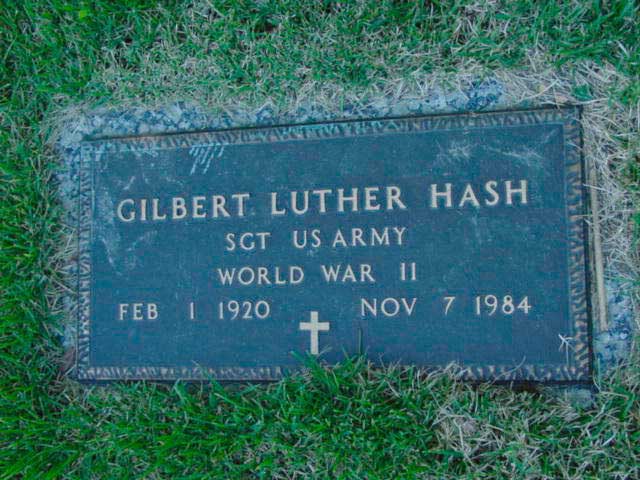 GILBERT LUTHER HASH
SGT US ARMY
WORLD WAR II
FEB 1 1920 NOV 7 1984